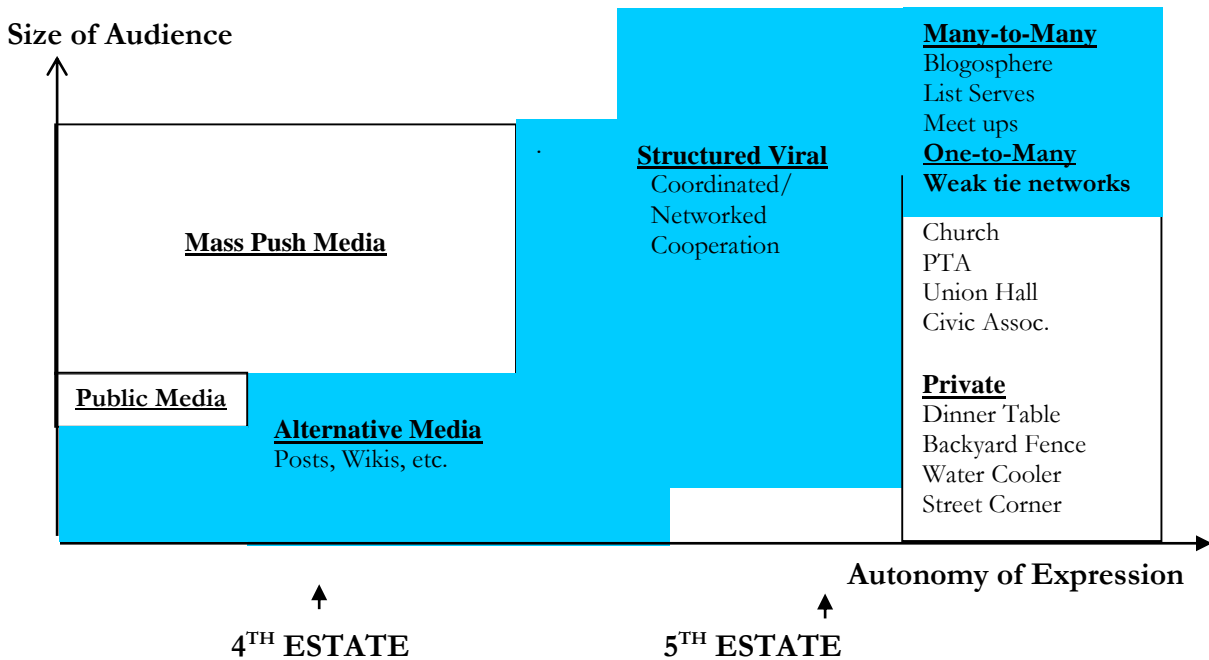 Size of Audience
Many-to-Many
Blogosphere
List Serves
Meet ups
One-to-Many
Weak tie networks
Church
PTA
Union Hall
Civic Assoc.
Private
Dinner Table
Backyard Fence
Water Cooler
Street Corner
.
Structured Viral
Coordinated/
Networked
Cooperation
Mass Push Media
Public Media
Alternative Media
Posts, Wikis, etc.
Autonomy of Expression
4TH ESTATE
5TH ESTATE